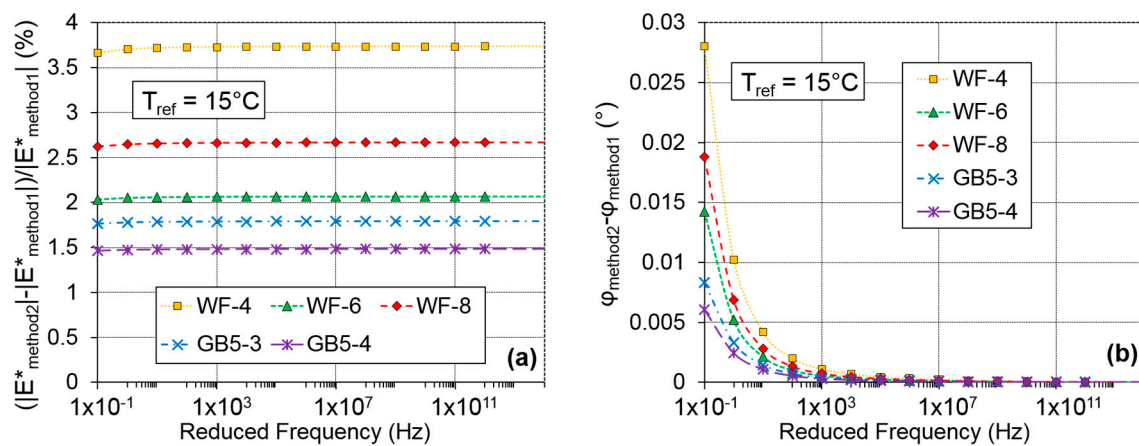 (|E*method2|-|E*method1|)/|E*method1| (%)
4
3.5
3
2.5
2
1.5
1
0.5
0
Tref = 15°C
WF-4 WF-6 WF-8
GB5-3 GB5-4
(a)
1x10⁻¹ 1x10³ 1x10⁷ 1x10¹¹
Reduced Frequency (Hz)
φmethod2-φmethod1 (°)
0.03
0.025
0.02
0.015
0.01
0.005
0
Tref = 15°C
WF-4
WF-6
WF-8
GB5-3
GB5-4
(b)
1x10⁻¹ 1x10³ 1x10⁷ 1x10¹¹
Reduced Frequency (Hz)